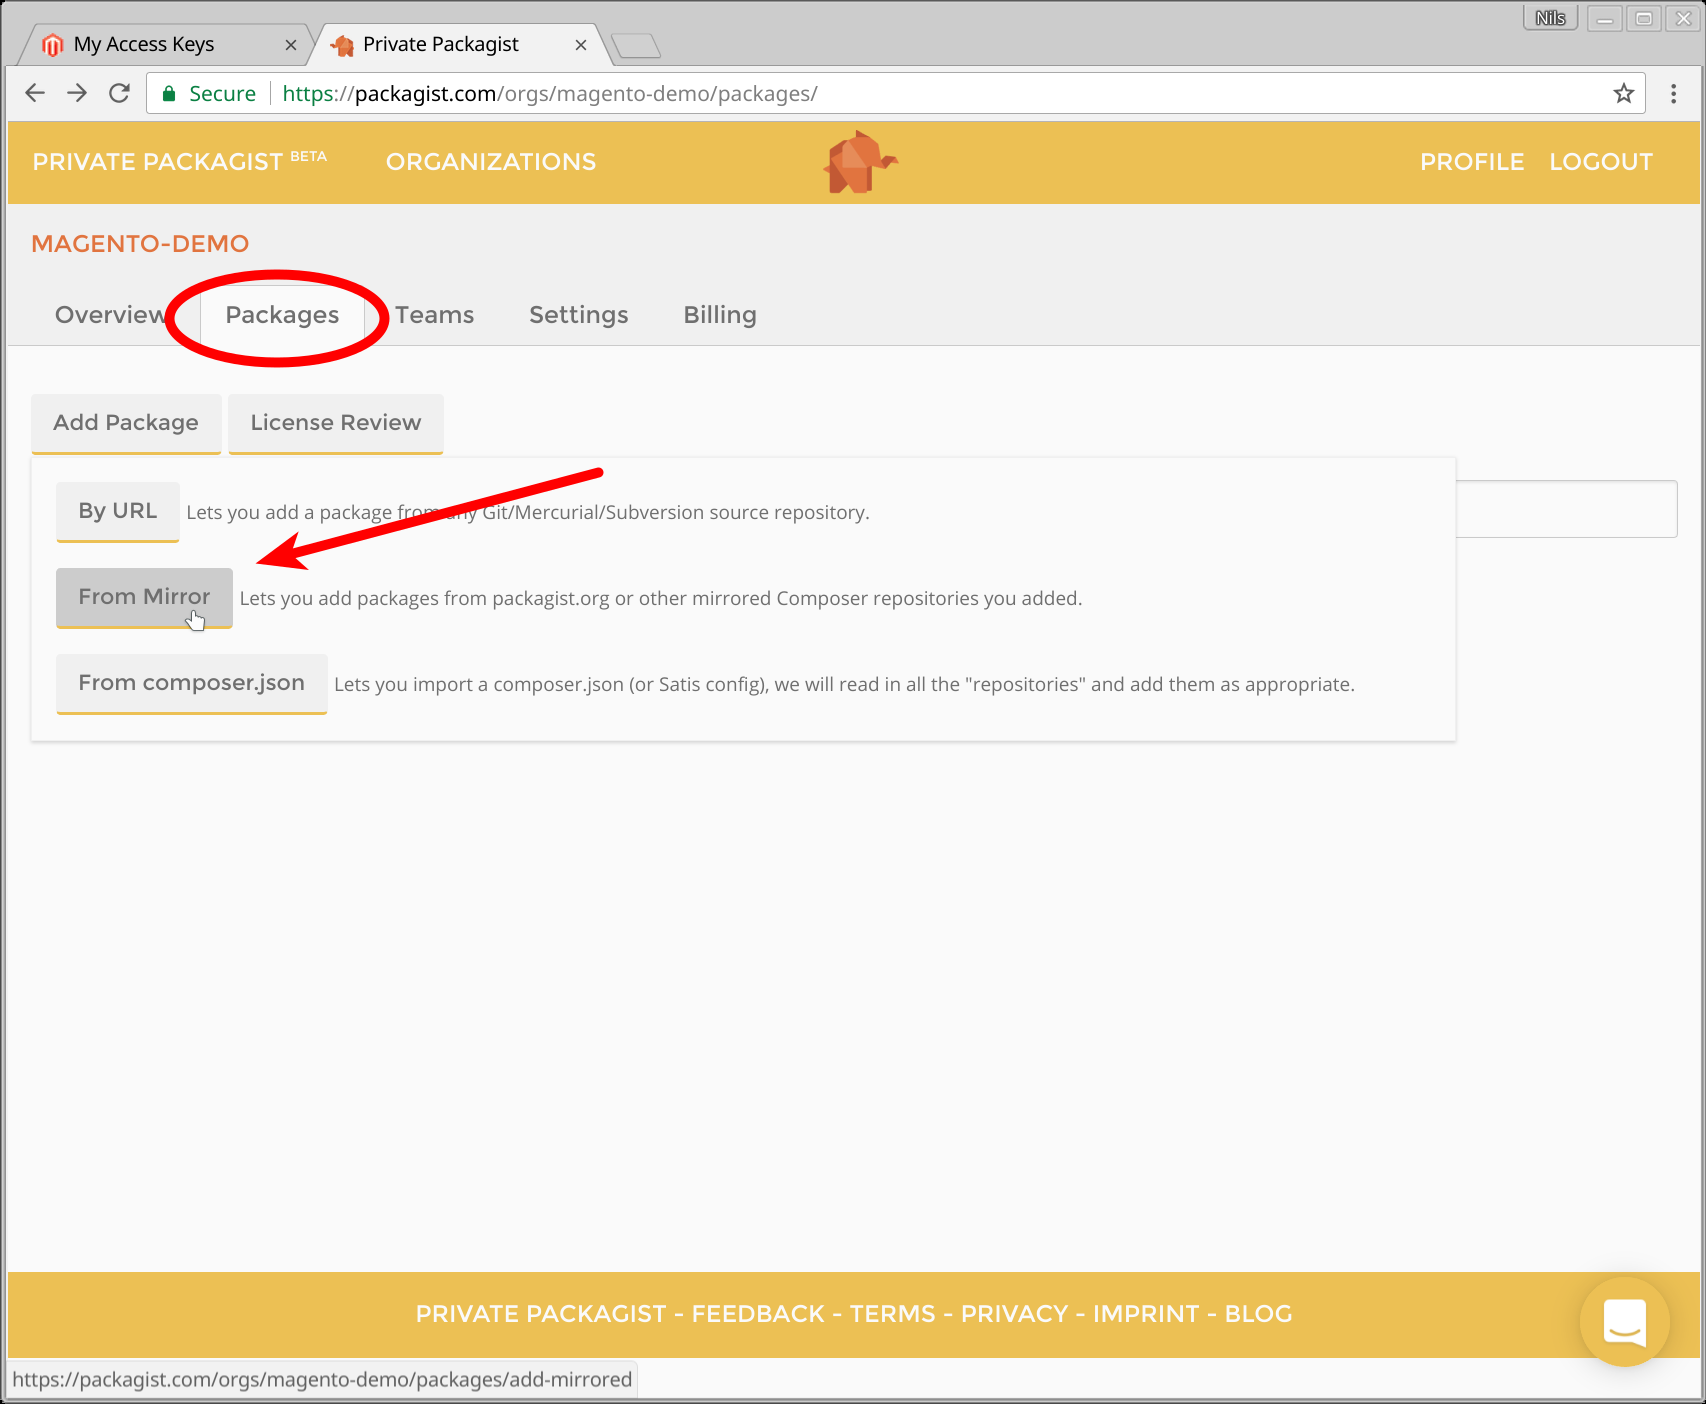 Nils
My Access Keys
Private Packagist
Secure https://packagist.com/orgs/magento-demo/packages/
PRIVATE PACKAGIST BETA ORGANIZATIONS PROFILE LOGOUT
MAGENTO-DEMO
Overview Packages Teams Settings Billing
Add Package License Review
By URL Lets you add a package from any Git/Mercurial/Subversion source repository.
From Mirror Lets you add packages from packagist.org or other mirrored Composer repositories you added.
From composer.json Lets you import a composer.json (or Satis config), we will read in all the "repositories" and add them as appropriate.
PRIVATE PACKAGIST - FEEDBACK - TERMS - PRIVACY - IMPRINT - BLOG
https://packagist.com/orgs/magento-demo/packages/add-mirrored